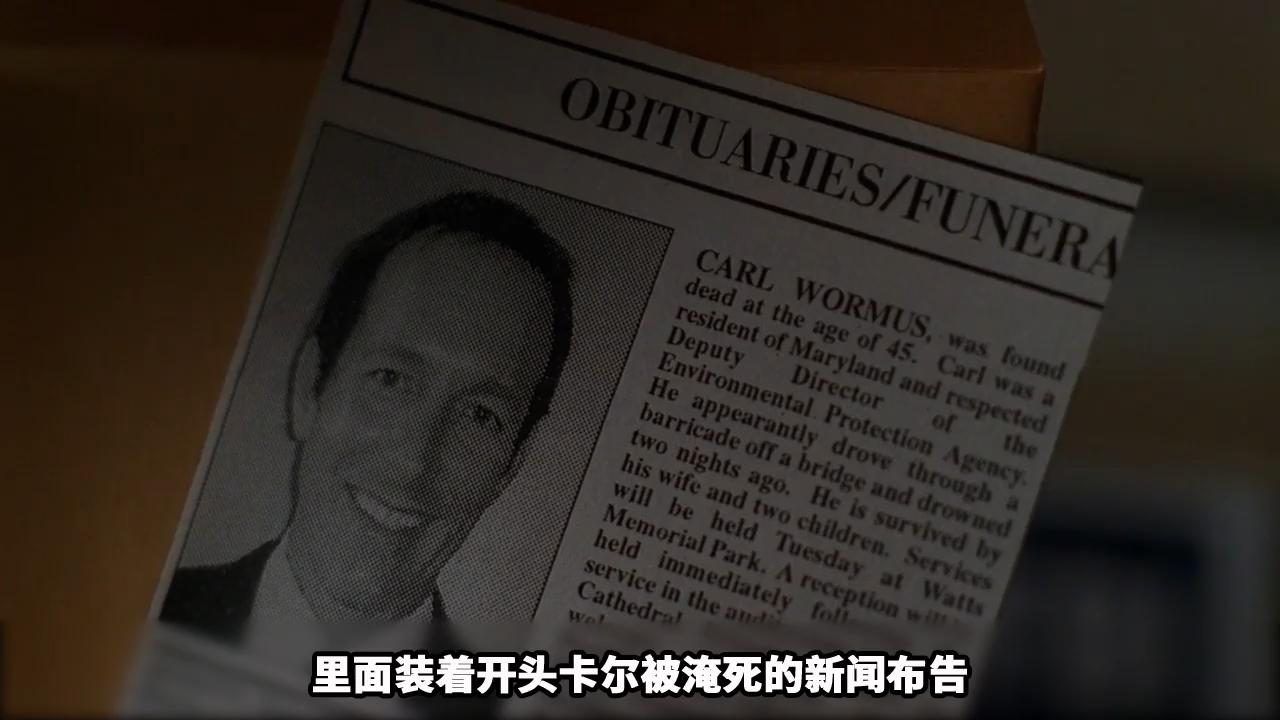 OBITUARIES/FUNERA
CARL WORMUS, was found
dead at the age of 45. Carl was a
resident of Maryland and respected
Deputy Director of the
Environmental Protection Agency.
He appearantly drove through a
barricade off a bridge and drowned
two nights ago. He is survived by
his wife and two children. Services
will be held Tuesday at Watts
Memorial Park. A reception will
held immediately foll
service in the
Cathedral
里面装着开头卡尔被淹死的新闻布告